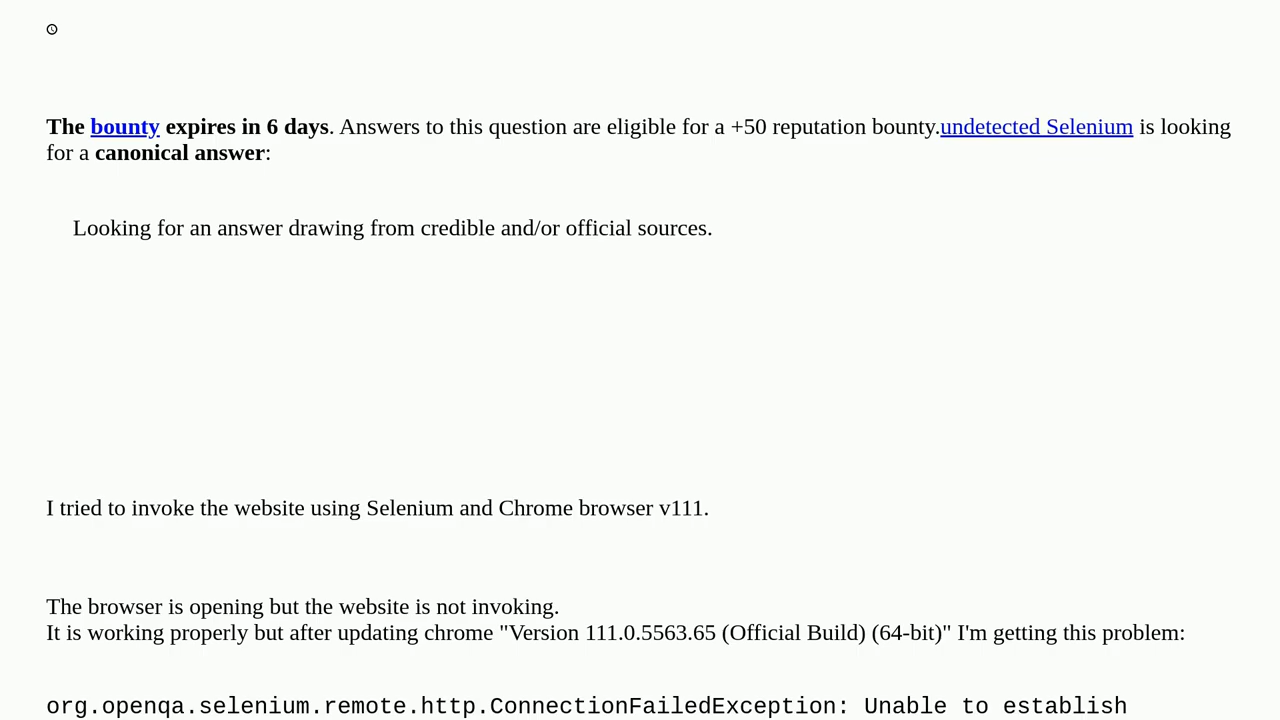 The bounty expires in 6 days. Answers to this question are eligible for a +50 reputation bounty.undetected Selenium is looking
for a canonical answer:
Looking for an answer drawing from credible and/or official sources.
I tried to invoke the website using Selenium and Chrome browser v111.
The browser is opening but the website is not invoking.
It is working properly but after updating chrome "Version 111.0.5563.65 (Official Build) (64-bit)" I'm getting this problem:
org.openqa.selenium.remote.http.ConnectionFailedException: Unable to establish